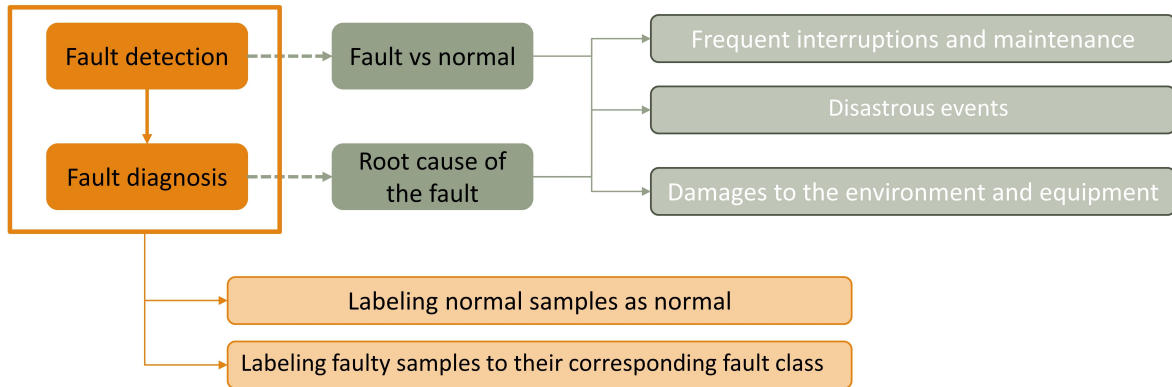 Fault detection
Fault vs normal
Frequent interruptions and maintenance
Disastrous events
Fault diagnosis
Root cause of
the fault
Damages to the environment and equipment
Labeling normal samples as normal
Labeling faulty samples to their corresponding fault class